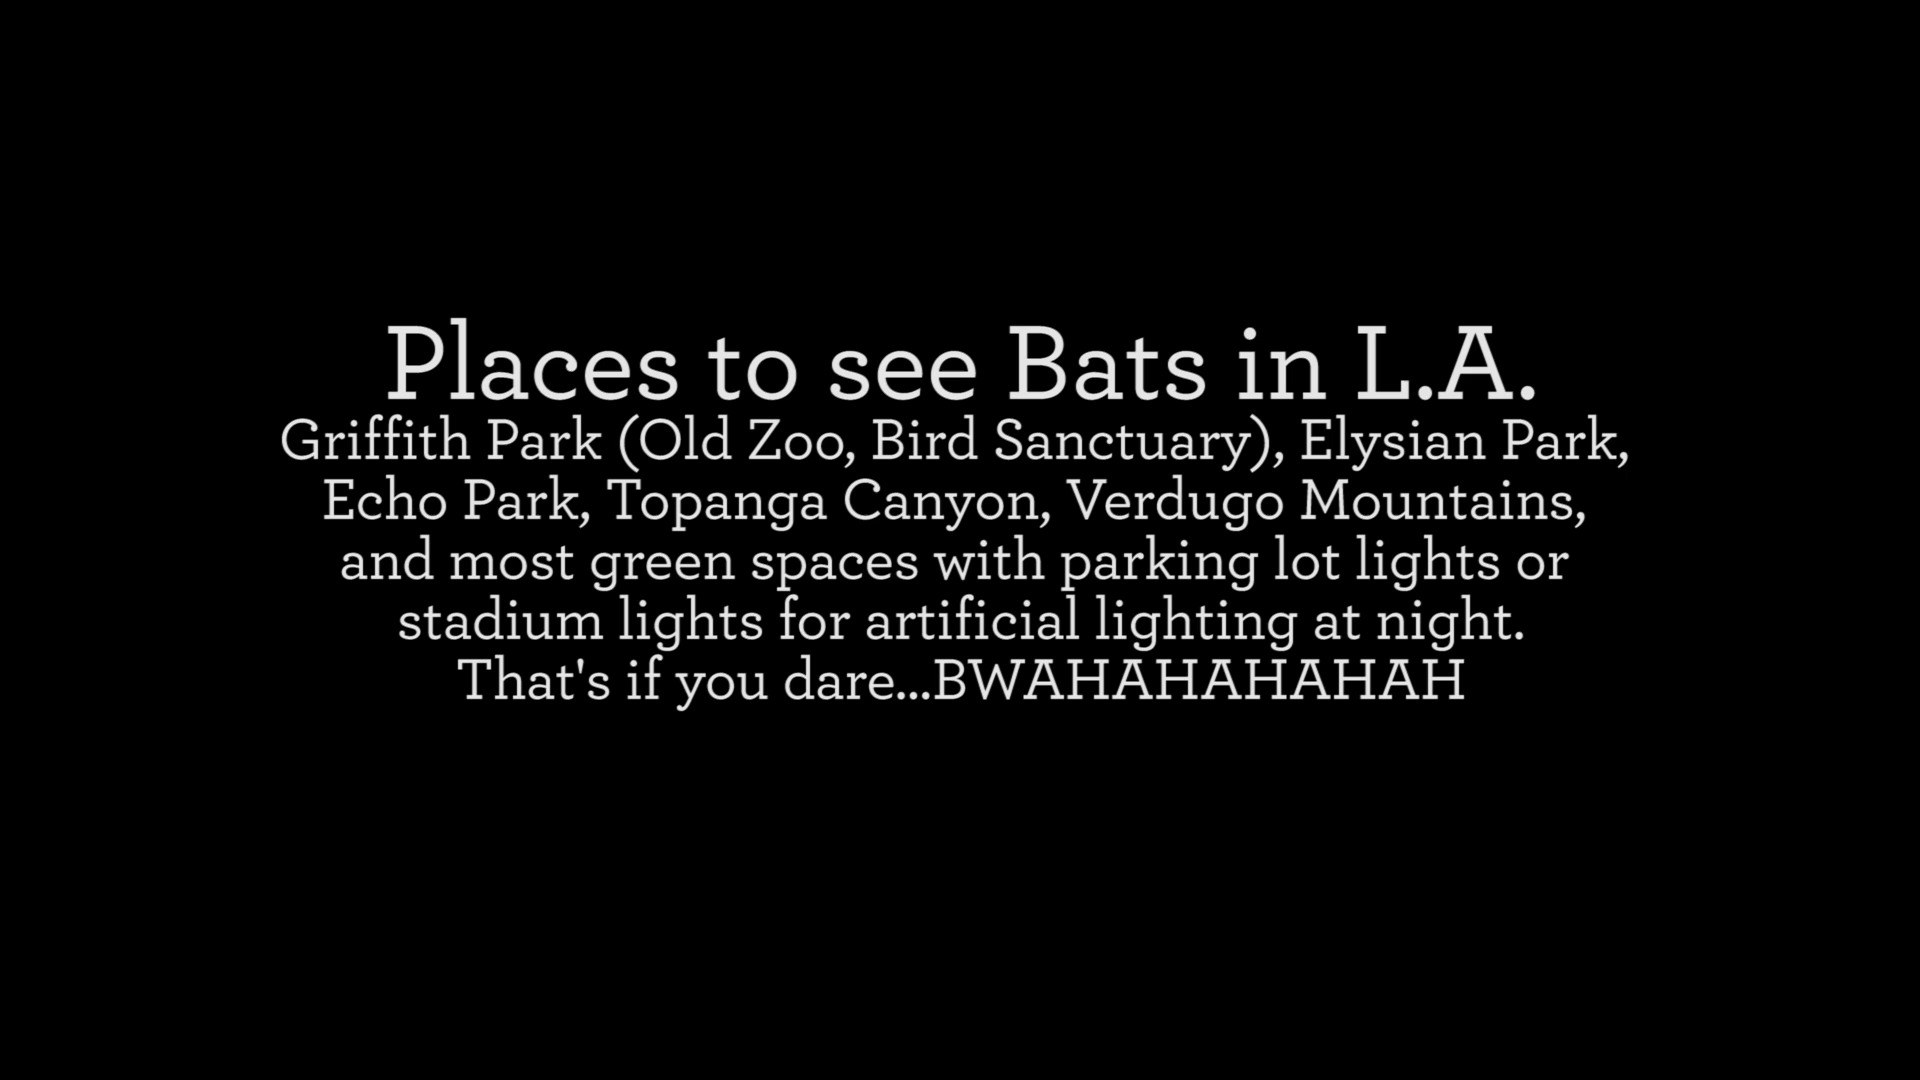 Places to see Bats in L.A.
Griffith Park (Old Zoo, Bird Sanctuary), Elysian Park,
Echo Park, Topanga Canyon, Verdugo Mountains,
and most green spaces with parking lot lights or
stadium lights for artificial lighting at night.
That's if you dare...BWAHAHAHAHAH